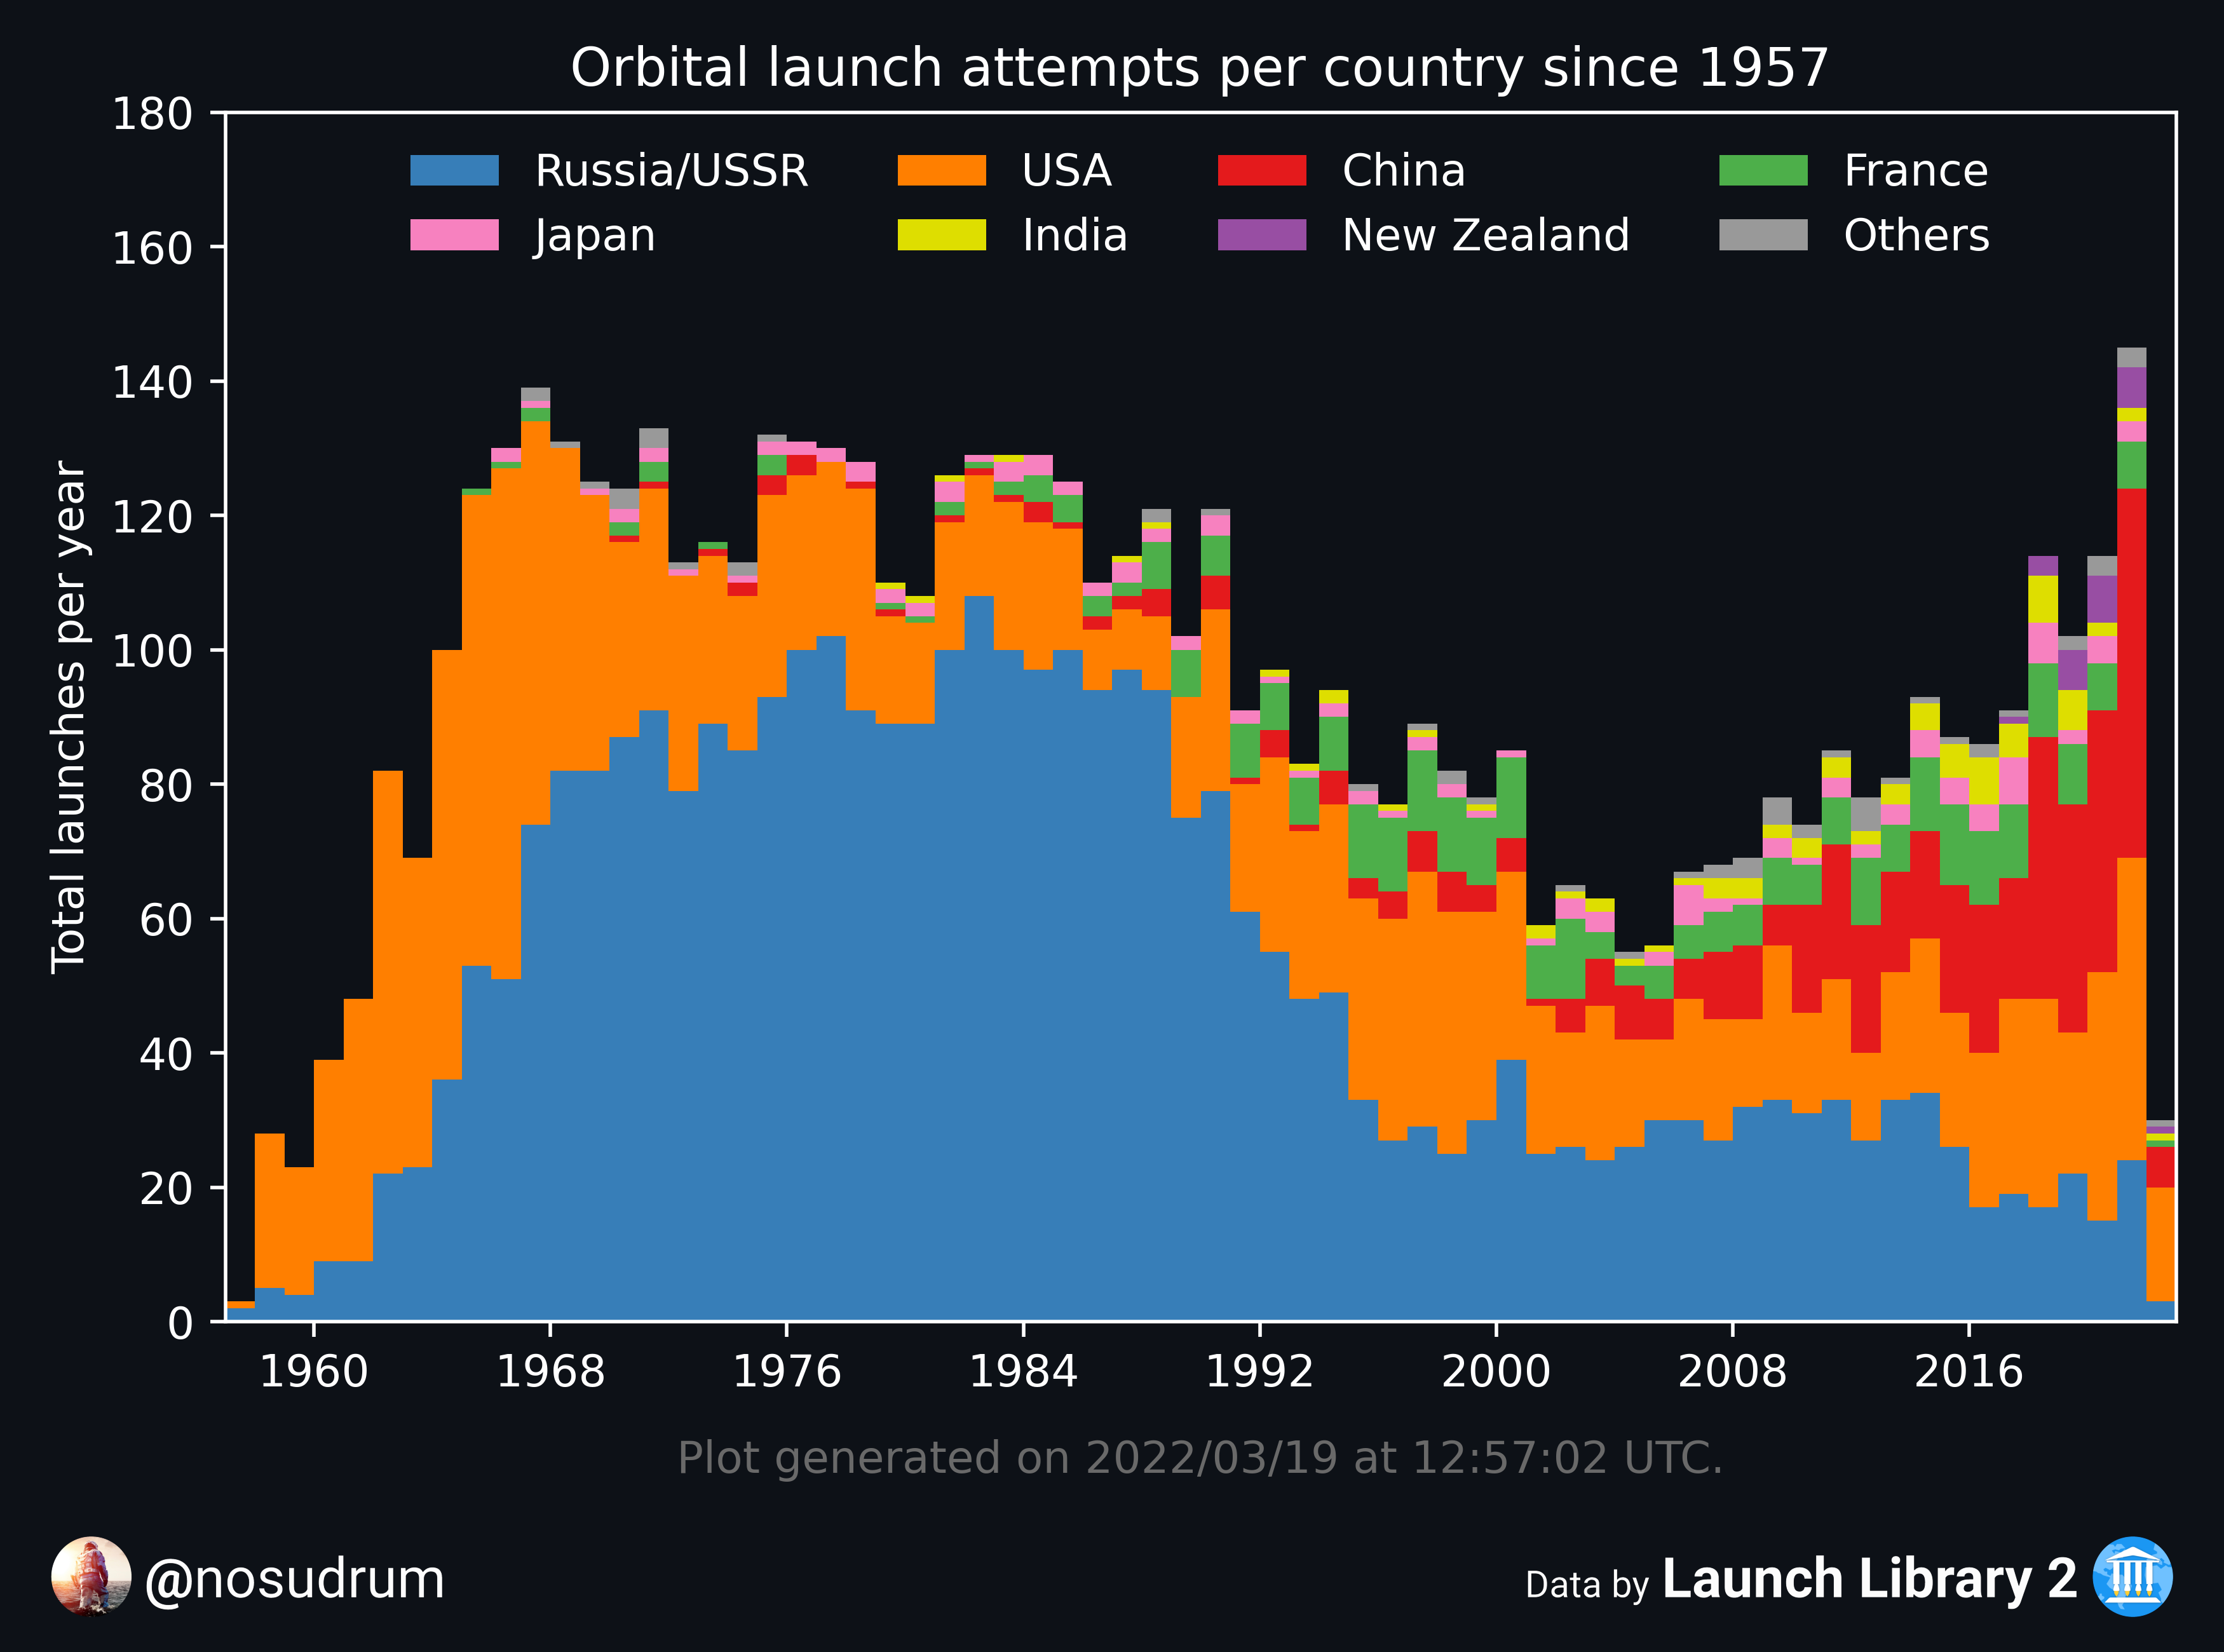 Orbital launch attempts per country since 1957
Total launches per year
180
160
140
120
100
80
60
40
20
0
Russia/USSR USA China France
Japan India New Zealand Others
1960 1968 1976 1984 1992 2000 2008 2016
Plot generated on 2022/03/19 at 12:57:02 UTC.
@nosudrum
Data by Launch Library 2